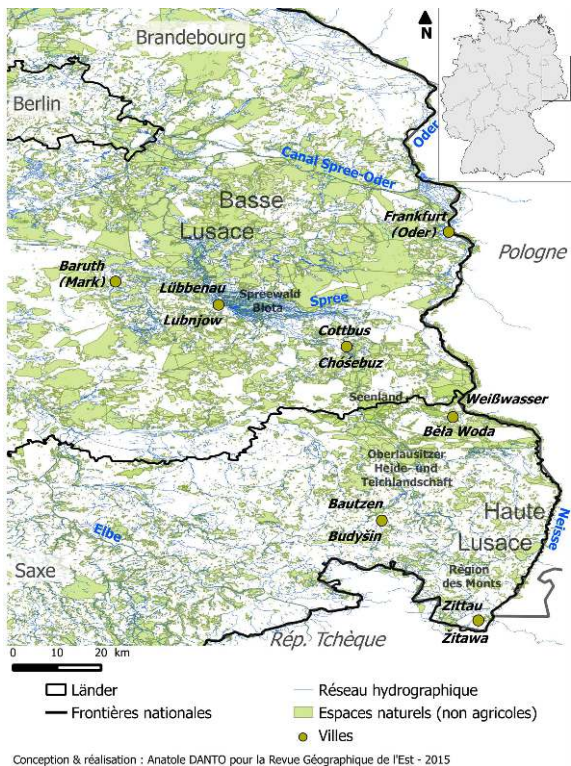 Brandebourg
N
Berlin
Oder
Canal Spree-Oder
Basse
Lusace
Frankfurt
(Oder)
Pologne
Baruth
(Mark)
Lübbenau
Lubnjow
Spreewald
Błota
Spree
Cottbus
Chóśebuz
Seenland
Weißwasser
Běła Woda
Oberlausitzer
Heide- und
Teichlandschaft
Bautzen
Budyšin
Haute
Lusace
Neisse
Elbe
Saxe
Région
des Monts
Zittau
Žitawa
Rép. Tchèque
0 10 20 km
Länder
Réseau hydrographique
Frontières nationales
Espaces naturels (non agricoles)
Villes
Conception & réalisation : Anatole DANTO pour la Revue Géographique de l'Est - 2015